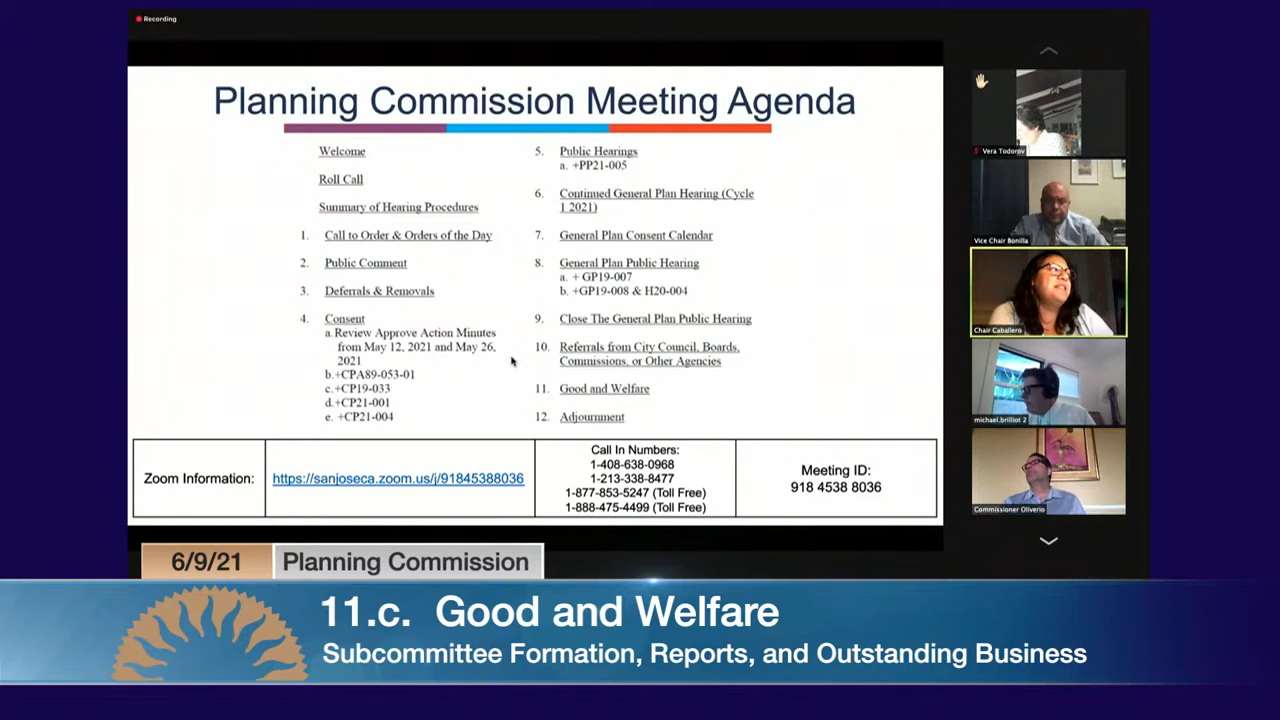 Recording
Planning Commission Meeting Agenda
Welcome
Roll Call
Summary of Hearing Procedures
1. Call to Order & Orders of the Day
2. Public Comment
3. Deferrals & Removals
4. Consent
a.Review Approve Action Minutes
from May 12, 2021 and May 26,
2021
b.+CPA89-053-01
c.+CP19-033
d.+CP21-001
e. +CP21-004
5. Public Hearings
a. +PP21-005
6. Continued General Plan Hearing (Cycle
1 2021)
7. General Plan Consent Calendar
8. General Plan Public Hearing
a. + GP19-007
b. +GP19-008 & H20-004
9. Close The General Plan Public Hearing
10. Referrals from City Council, Boards,
Commissions, or Other Agencies
11. Good and Welfare
12. Adjournment
Zoom Information:
https://sanjoseca.zoom.us/j/91845388036
Call In Numbers:
1-408-638-0968
1-213-338-8477
1-877-853-5247 (Toll Free)
1-888-475-4499 (Toll Free)
Meeting ID:
918 4538 8036
Vera Todorov
Vice Chair Bonilla
Chair Caballero
michael.brilliot 2
Commissioner Oliverio
6/9/21 Planning Commission
11.c. Good and Welfare
Subcommittee Formation, Reports, and Outstanding Business